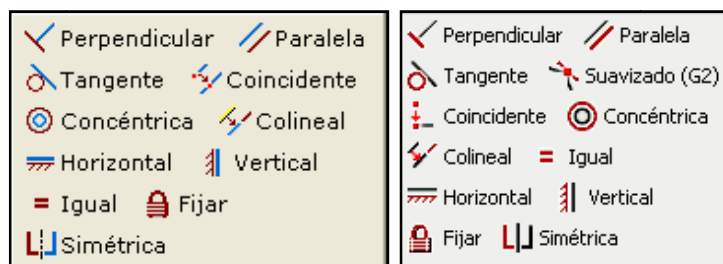 Perpendicular Paralela
Tangente Coincidente
Concéntrica Colineal
Horizontal Vertical
Igual Fijar
Simétrica
Perpendicular Paralela
Tangente Suavizado (G2)
Coincidente Concéntrica
Colineal Igual
Horizontal Vertical
Fijar Simétrica